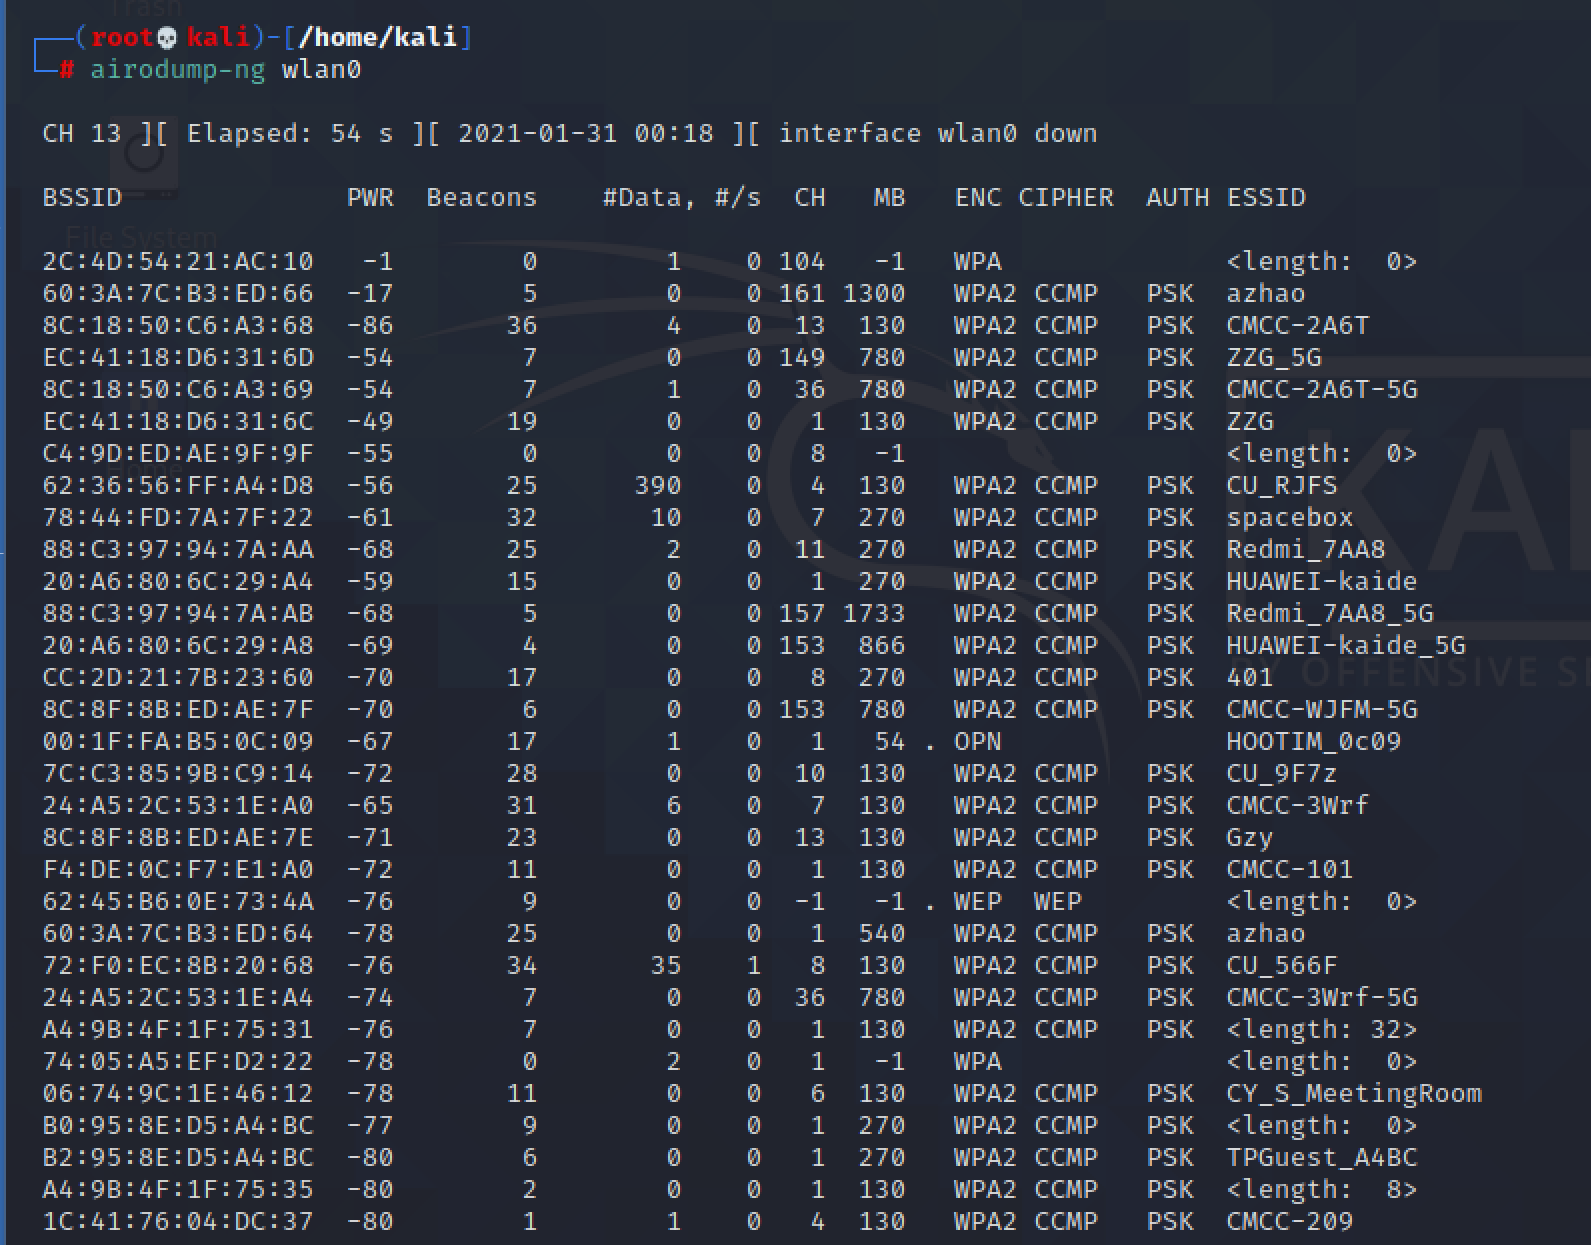 Trash
(root💀kali)-[/home/kali]
# airodump-ng wlan0
CH 13 ][ Elapsed: 54 s ][ 2021-01-31 00:18 ][ interface wlan0 down
BSSID PWR Beacons #Data, #/s CH MB ENC CIPHER AUTH ESSID
File System
2C:4D:54:21:AC:10 -1 0 1 0 104 -1 WPA <length: 0>
60:3A:7C:B3:ED:66 -17 5 0 0 161 1300 WPA2 CCMP PSK azhao
8C:18:50:C6:A3:68 -86 36 4 0 13 130 WPA2 CCMP PSK CMCC-2A6T
EC:41:18:D6:31:6D -54 7 0 0 149 780 WPA2 CCMP PSK ZZG_5G
8C:18:50:C6:A3:69 -54 7 1 0 36 780 WPA2 CCMP PSK CMCC-2A6T-5G
EC:41:18:D6:31:6C -49 19 0 0 1 130 WPA2 CCMP PSK ZZG
C4:9D:ED:AE:9F:9F -55 0 0 0 8 -1 <length: 0>
Home
62:36:56:FF:A4:D8 -56 25 390 0 4 130 WPA2 CCMP PSK CU_RJFS
78:44:FD:7A:7F:22 -61 32 10 0 7 270 WPA2 CCMP PSK spacebox
88:C3:97:94:7A:AA -68 25 2 0 11 270 WPA2 CCMP PSK Redmi_7AA8
20:A6:80:6C:29:A4 -59 15 0 0 1 270 WPA2 CCMP PSK HUAWEI-kaide
88:C3:97:94:7A:AB -68 5 0 0 157 1733 WPA2 CCMP PSK Redmi_7AA8_5G
20:A6:80:6C:29:A8 -69 4 0 0 153 866 WPA2 CCMP PSK HUAWEI-kaide_5G
CC:2D:21:7B:23:60 -70 17 0 0 8 270 WPA2 CCMP PSK 401
BY OFFENSIVE
8C:8F:8B:ED:AE:7F -70 6 0 0 153 780 WPA2 CCMP PSK CMCC-WJFM-5G
00:1F:FA:B5:0C:09 -67 17 1 0 1 54 . OPN HOOTIM_0c09
7C:C3:85:9B:C9:14 -72 28 0 0 10 130 WPA2 CCMP PSK CU_9F7z
24:A5:2C:53:1E:A0 -65 31 6 0 7 130 WPA2 CCMP PSK CMCC-3Wrf
8C:8F:8B:ED:AE:7E -71 23 0 0 13 130 WPA2 CCMP PSK Gzy
F4:DE:0C:F7:E1:A0 -72 11 0 0 1 130 WPA2 CCMP PSK CMCC-101
62:45:B6:0E:73:4A -76 9 0 0 -1 -1 . WEP WEP <length: 0>
60:3A:7C:B3:ED:64 -78 25 0 0 1 540 WPA2 CCMP PSK azhao
72:F0:EC:8B:20:68 -76 34 35 1 8 130 WPA2 CCMP PSK CU_566F
24:A5:2C:53:1E:A4 -74 7 0 0 36 780 WPA2 CCMP PSK CMCC-3Wrf-5G
A4:9B:4F:1F:75:31 -76 7 0 0 1 130 WPA2 CCMP PSK <length: 32>
74:05:A5:EF:D2:22 -78 0 2 0 1 -1 WPA <length: 0>
06:74:9C:1E:46:12 -78 11 0 0 6 130 WPA2 CCMP PSK CY_S_MeetingRoom
B0:95:8E:D5:A4:BC -77 9 0 0 1 270 WPA2 CCMP PSK <length: 0>
B2:95:8E:D5:A4:BC -80 6 0 0 1 270 WPA2 CCMP PSK TPGuest_A4BC
A4:9B:4F:1F:75:35 -80 2 0 0 1 130 WPA2 CCMP PSK <length: 8>
1C:41:76:04:DC:37 -80 1 1 0 4 130 WPA2 CCMP PSK CMCC-209